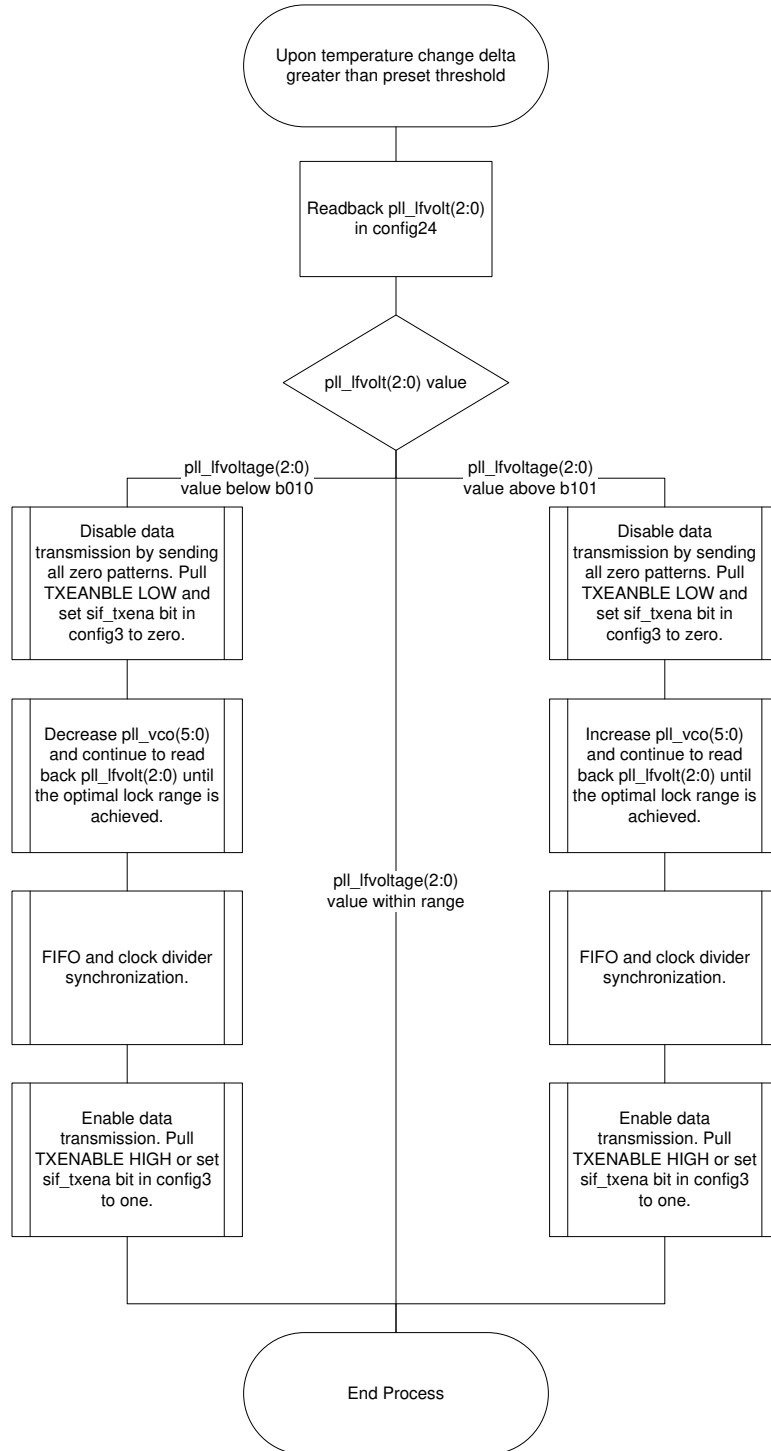 Upon temperature change delta
greater than preset threshold
Readback pll_lfvolt(2:0)
in config24
pll_lfvolt(2:0) value
pll_lfvoltage(2:0)
value below b010
pll_lfvoltage(2:0)
value above b101
Disable data
transmission by sending
all zero patterns. Pull
TXEANBLE LOW and
set sif_txena bit in
config3 to zero.
Disable data
transmission by sending
all zero patterns. Pull
TXEANBLE LOW and
set sif_txena bit in
config3 to zero.
Decrease pll_vco(5:0)
and continue to read
back pll_lfvolt(2:0) until
the optimal lock range is
achieved.
Increase pll_vco(5:0)
and continue to read
back pll_lfvolt(2:0) until
the optimal lock range is
achieved.
pll_lfvoltage(2:0)
value within range
FIFO and clock divider
synchronization.
FIFO and clock divider
synchronization.
Enable data
transmission. Pull
TXENABLE HIGH or set
sif_txena bit in config3
to one.
Enable data
transmission. Pull
TXENABLE HIGH or set
sif_txena bit in config3
to one.
End Process